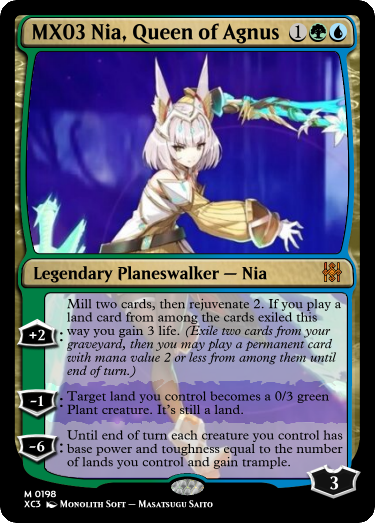 MX03 Nia, Queen of Agnus 1
Legendary Planeswalker — Nia
+2: Mill two cards, then rejuvenate 2. If you play a
land card from among the cards exiled this
way you gain 3 life. (Exile two cards from your
graveyard, then you may play a permanent card
with mana value 2 or less from among them until
end of turn.)
−1: Target land you control becomes a 0/3 green
Plant creature. It's still a land.
−6: Until end of turn each creature you control has
base power and toughness equal to the
number of lands you control and gain trample.
3
M 0198
XC3 Monolith Soft — Masatsugu Saito